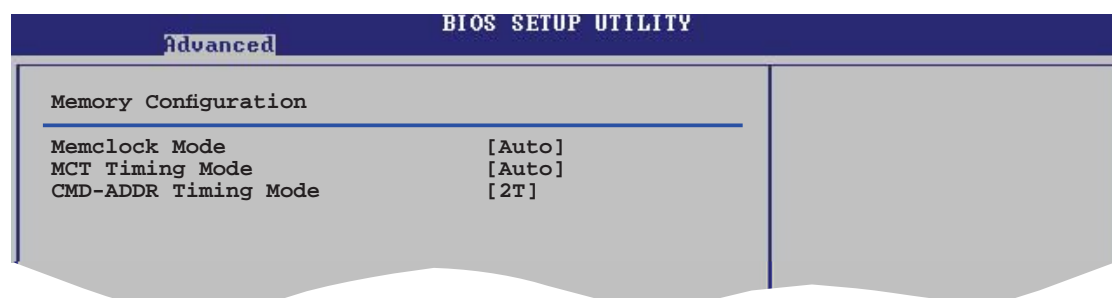 BIOS SETUP UTILITY
Advanced
Memory Configuration
Memclock Mode [Auto]
MCT Timing Mode [Auto]
CMD-ADDR Timing Mode [2T]